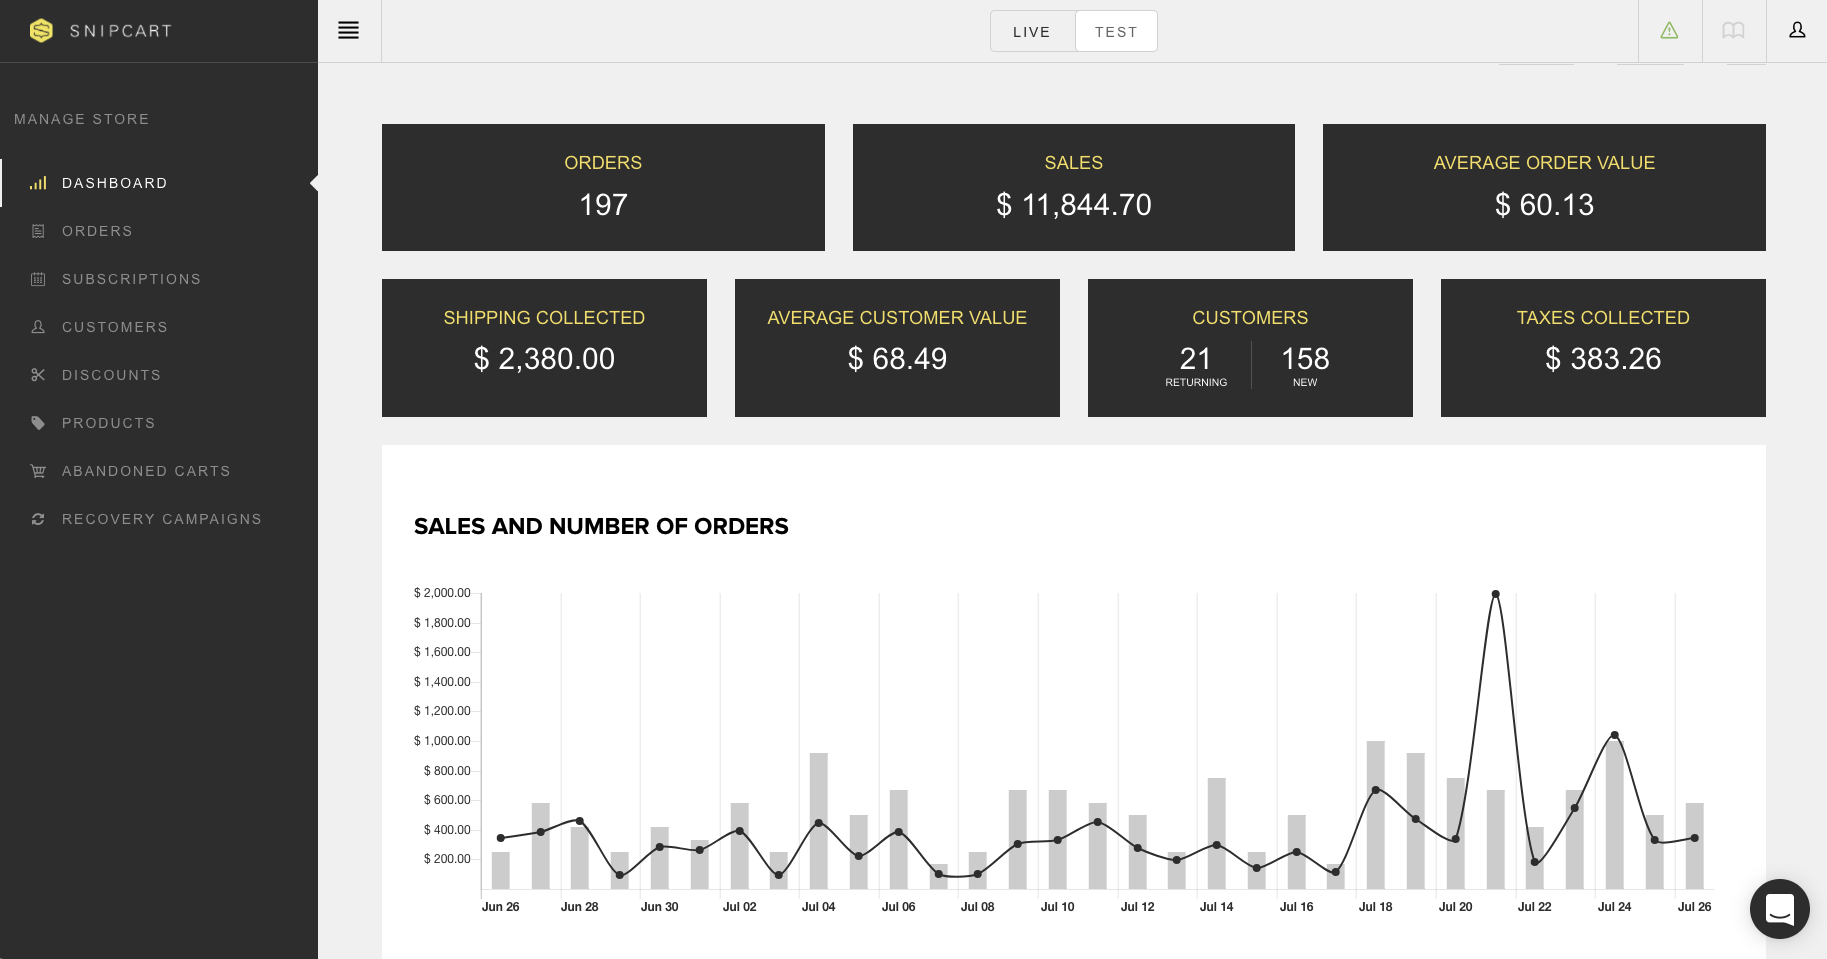 SNIPCART
LIVE
TEST
MANAGE STORE
DASHBOARD
ORDERS
SUBSCRIPTIONS
CUSTOMERS
DISCOUNTS
PRODUCTS
ABANDONED CARTS
RECOVERY CAMPAIGNS
ORDERS
197
SALES
$ 11,844.70
AVERAGE ORDER VALUE
$ 60.13
SHIPPING COLLECTED
$ 2,380.00
AVERAGE CUSTOMER VALUE
$ 68.49
CUSTOMERS
21
RETURNING
158
NEW
TAXES COLLECTED
$ 383.26
SALES AND NUMBER OF ORDERS
$ 2,000.00
$ 1,800.00
$ 1,600.00
$ 1,400.00
$ 1,200.00
$ 1,000.00
$ 800.00
$ 600.00
$ 400.00
$ 200.00
Jun 26 Jun 28 Jun 30 Jul 02 Jul 04 Jul 06 Jul 08 Jul 10 Jul 12 Jul 14 Jul 16 Jul 18 Jul 20 Jul 22 Jul 24 Jul 26